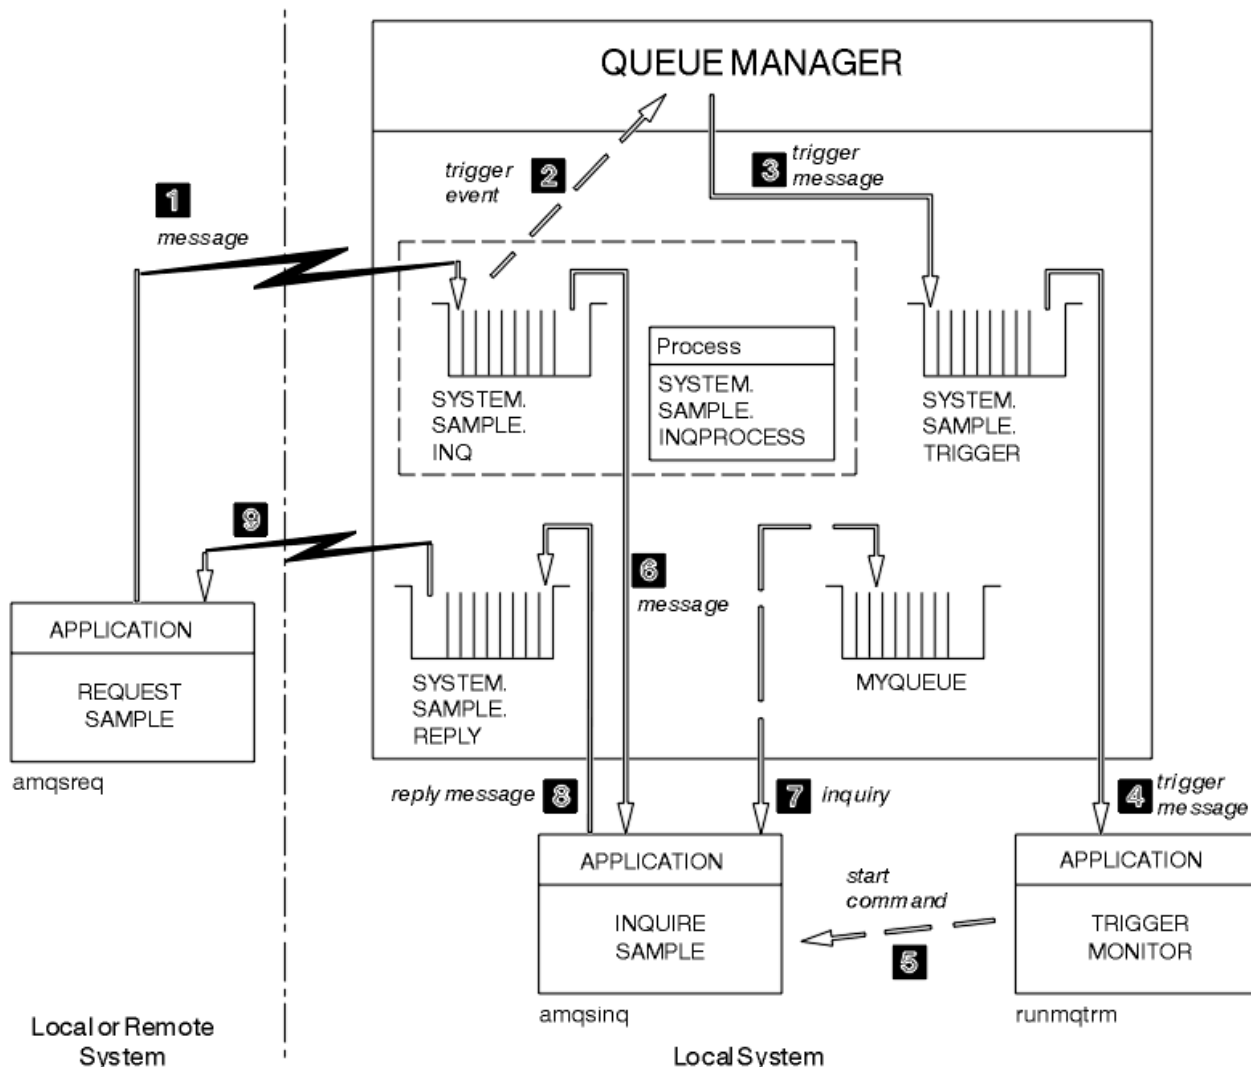 QUEUE MANAGER
trigger
event
2
3
trigger
message
1
message
Process
SYSTEM.
SAMPLE.
INQPROCESS
SYSTEM.
SAMPLE.
INQ
SYSTEM.
SAMPLE.
TRIGGER
9
6
message
APPLICATION
REQUEST
SAMPLE
amqsreq
SYSTEM.
SAMPLE.
REPLY
MYQUEUE
reply message
8
7
inquiry
4
trigger
message
APPLICATION
INQUIRE
SAMPLE
amqsinq
start
command
5
APPLICATION
TRIGGER
MONITOR
runmqtrm
Local or Remote
System
Local System